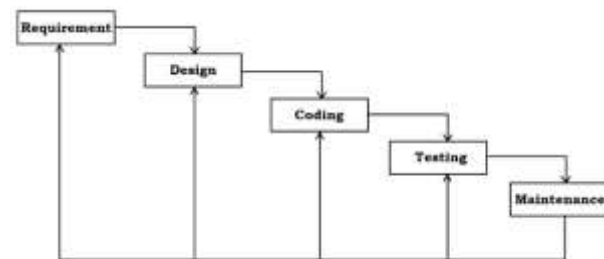 Requirement
Design
Coding
Testing
Maintenance